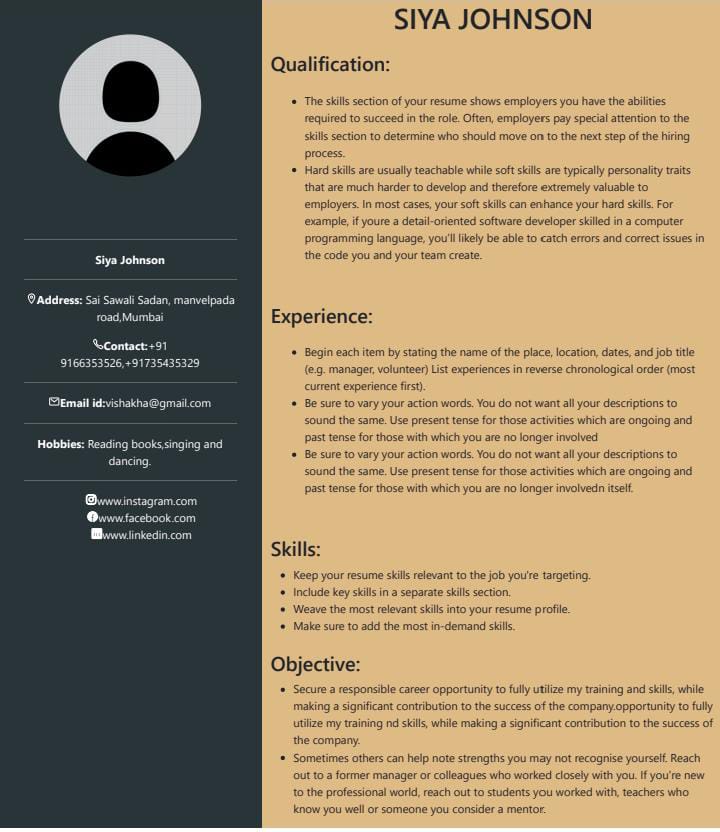 SIYA JOHNSON
Siya Johnson
Address: Sai Sawali Sadan, manvelpada
road,Mumbai
Contact:+91
9166353526,+91735435329
Email id:vishakha@gmail.com
Hobbies: Reading books,singing and
dancing.
www.instagram.com
www.facebook.com
www.linkedin.com
Qualification:
• The skills section of your resume shows employers you have the abilities
required to succeed in the role. Often, employers pay special attention to the
skills section to determine who should move on to the next step of the hiring
process.
• Hard skills are usually teachable while soft skills are typically personality traits
that are much harder to develop and therefore extremely valuable to
employers. In most cases, your soft skills can enhance your hard skills. For
example, if youre a detail-oriented software developer skilled in a computer
programming language, you'll likely be able to catch errors and correct issues in
the code you and your team create.
Experience:
• Begin each item by stating the name of the place, location, dates, and job title
(e.g. manager, volunteer) List experiences in reverse chronological order (most
current experience first).
• Be sure to vary your action words. You do not want all your descriptions to
sound the same. Use present tense for those activities which are ongoing and
past tense for those with which you are no longer involved
• Be sure to vary your action words. You do not want all your descriptions to
sound the same. Use present tense for those activities which are ongoing and
past tense for those with which you are no longer involvedn itself.
Skills:
• Keep your resume skills relevant to the job you're targeting.
• Include key skills in a separate skills section.
• Weave the most relevant skills into your resume profile.
• Make sure to add the most in-demand skills.
Objective:
• Secure a responsible career opportunity to fully utilize my training and skills, while
making a significant contribution to the success of the company.opportunity to fully
utilize my training nd skills, while making a significant contribution to the success of
the company.
• Sometimes others can help note strengths you may not recognise yourself. Reach
out to a former manager or colleagues who worked closely with you. If you're new
to the professional world, reach out to students you worked with, teachers who
know you well or someone you consider a mentor.